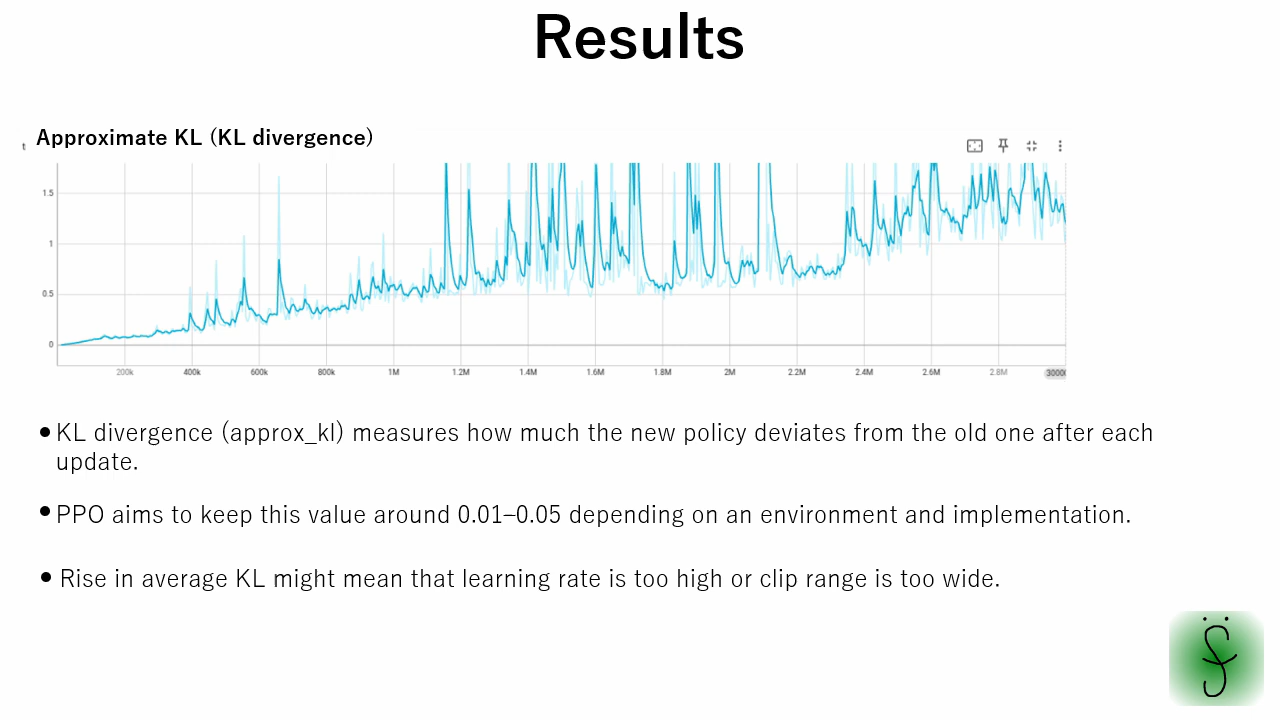 Results
Approximate KL (KL divergence)
t
1.5
1
0.5
0
200k 400k 600k 800k 1M 1.2M 1.4M 1.6M 1.8M 2M 2.2M 2.4M 2.6M 2.8M 3000
● KL divergence (approx_kl) measures how much the new policy deviates from the old one after each
update.
● PPO aims to keep this value around 0.01–0.05 depending on an environment and implementation.
● Rise in average KL might mean that learning rate is too high or clip range is too wide.